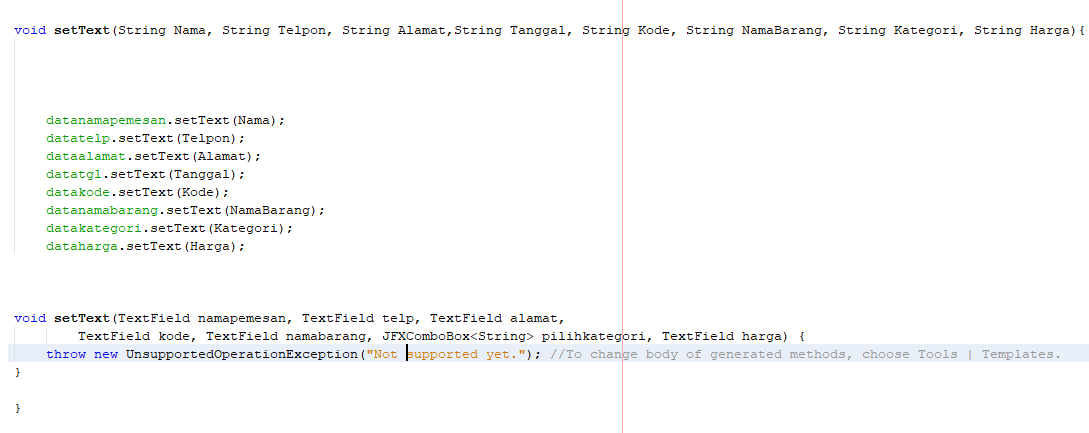 void setText(String Nama, String Telpon, String Alamat,String Tanggal, String Kode, String NamaBarang, String Kategori, String Harga){
datanamapemesan.setText(Nama);
datatelp.setText(Telpon);
dataalamat.setText(Alamat);
datatgl.setText(Tanggal);
datakode.setText(Kode);
datanamabarang.setText(NamaBarang);
datakategori.setText(Kategori);
dataharga.setText(Harga);
void setText(TextField namapemesan, TextField telp, TextField alamat,
TextField kode, TextField namabarang, JFXComboBox<String> pilihkategori, TextField harga) {
throw new UnsupportedOperationException("Not supported yet."); //To change body of generated methods, choose Tools | Templates.
}
}